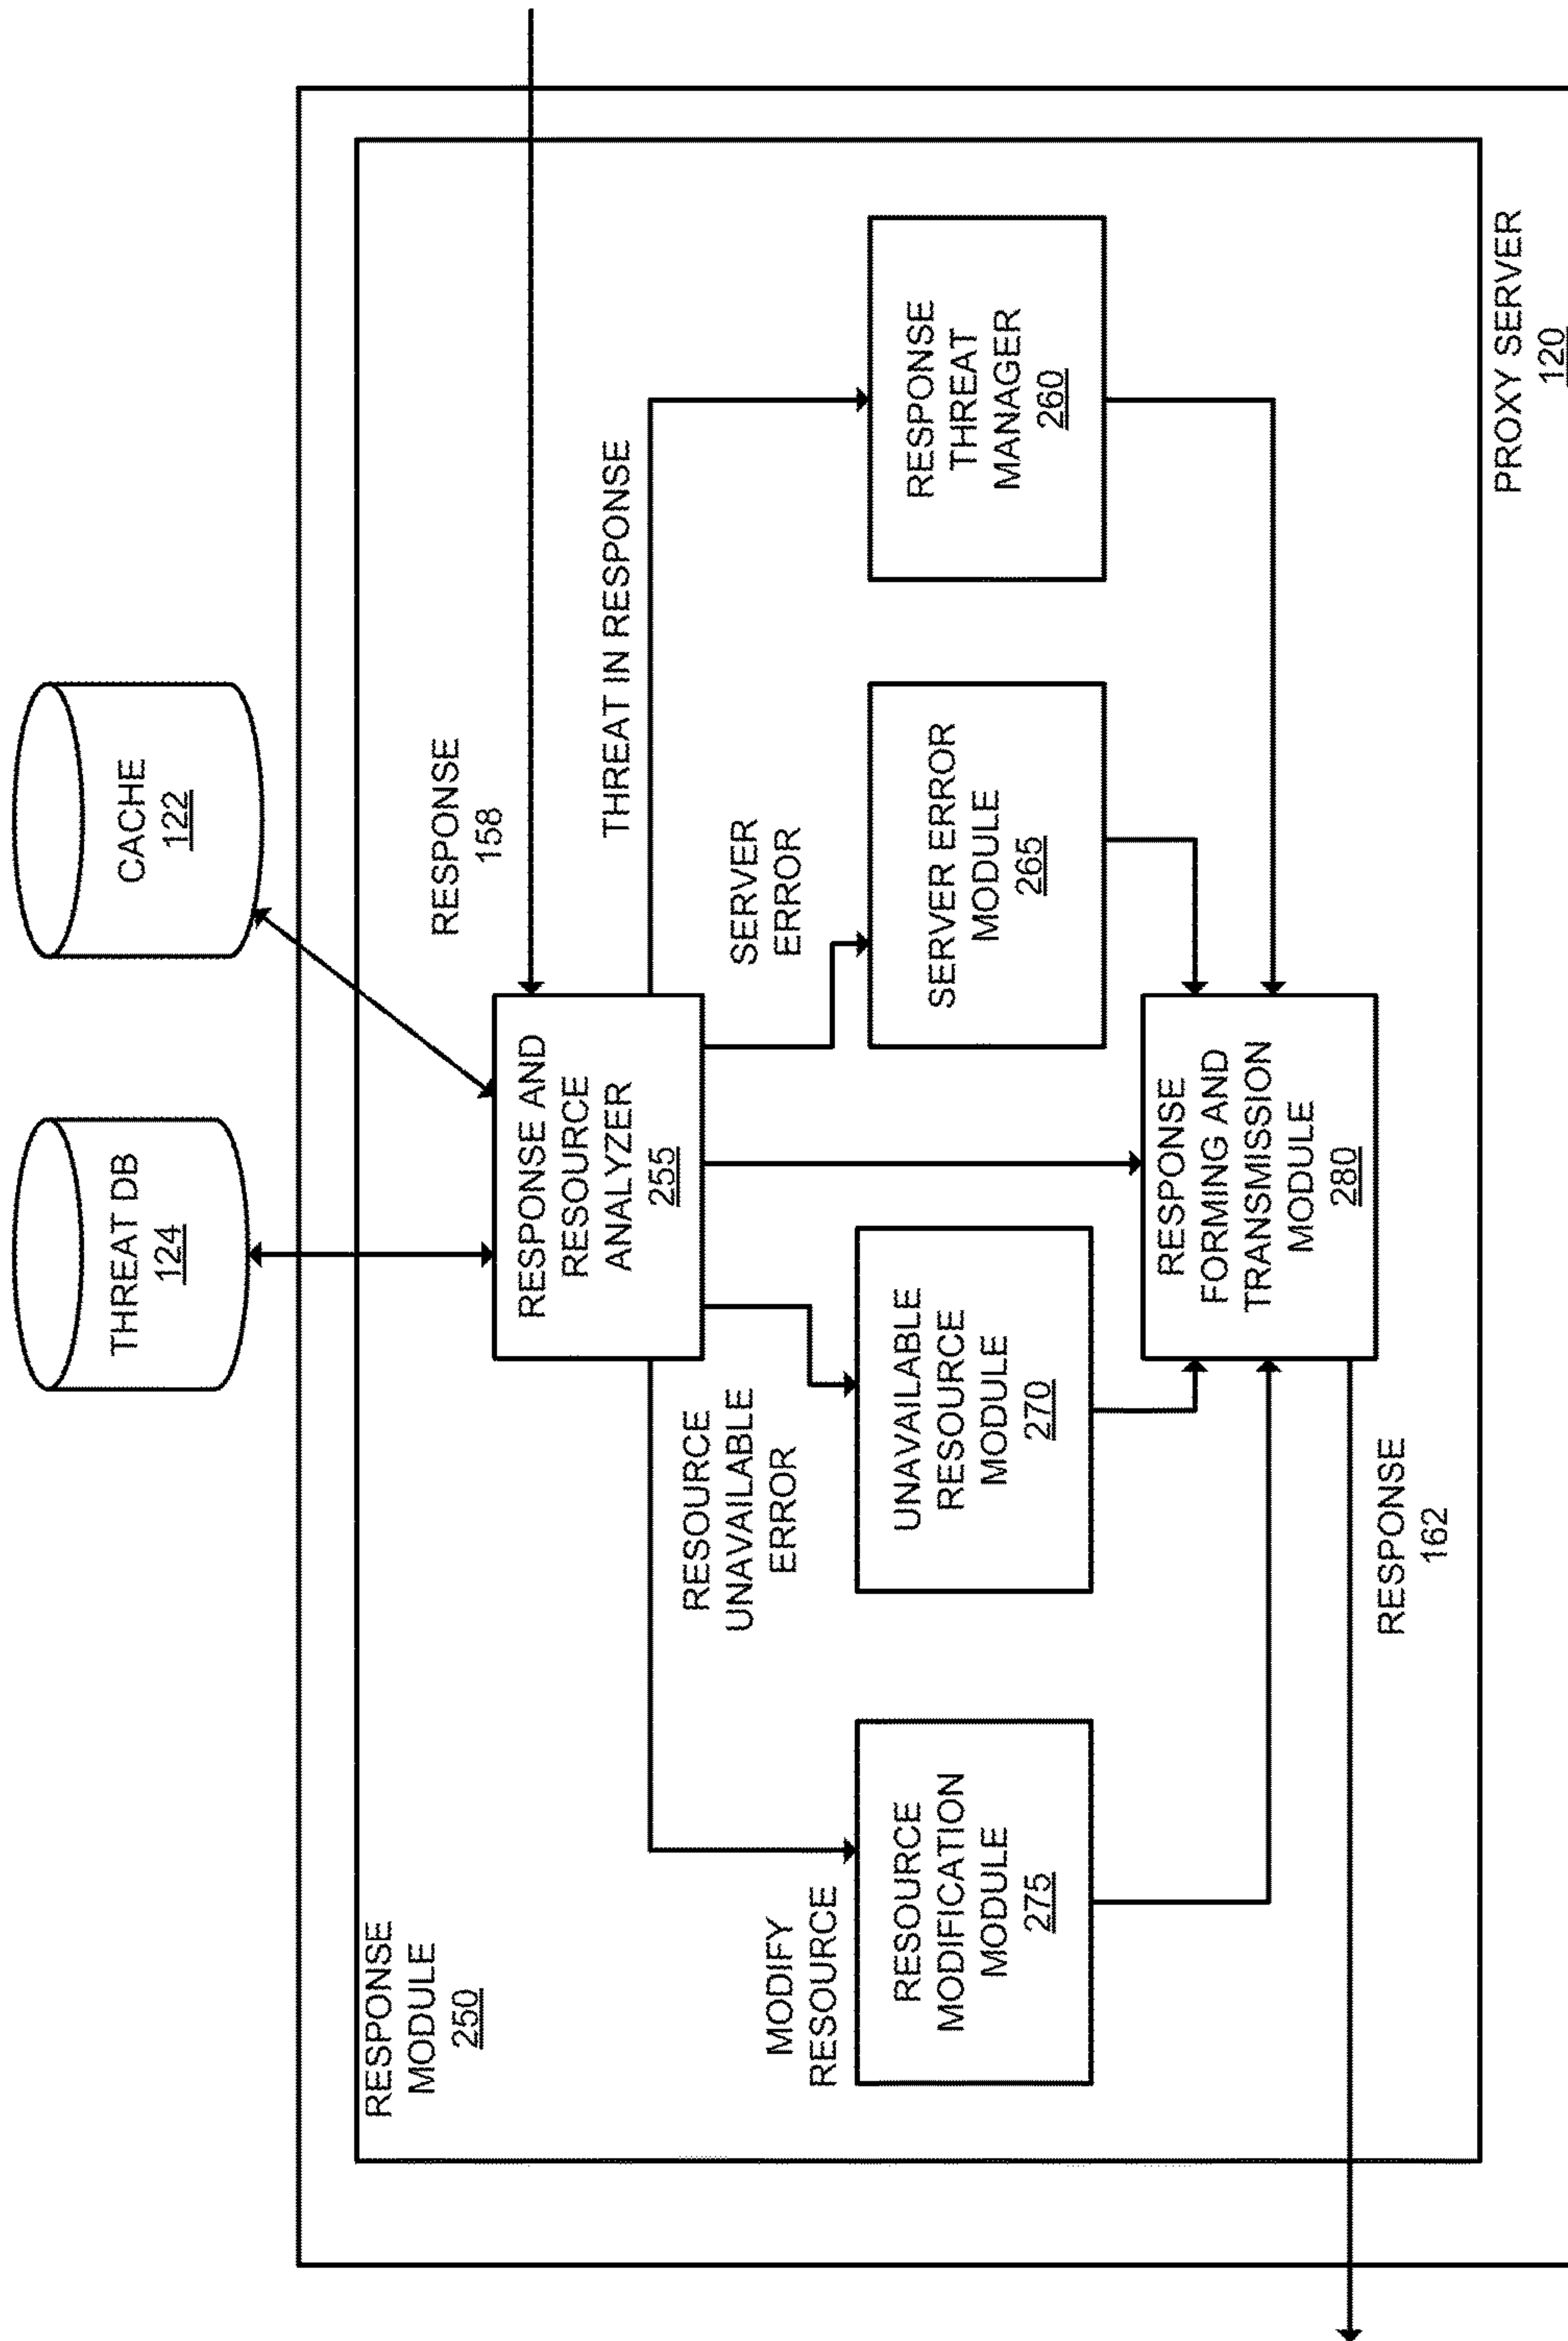 THREAT DB
124
CACHE
122
RESPONSE
MODULE
250
RESPONSE AND
RESOURCE
ANALYZER
255
RESPONSE
158
MODIFY
RESOURCE
RESOURCE
UNAVAILABLE
ERROR
SERVER
ERROR
THREAT IN RESPONSE
RESOURCE
MODIFICATION
MODULE
275
UNAVAILABLE
RESOURCE
MODULE
270
SERVER ERROR
MODULE
265
RESPONSE
THREAT
MANAGER
260
RESPONSE
FORMING AND
TRANSMISSION
MODULE
280
RESPONSE
162
PROXY SERVER
120